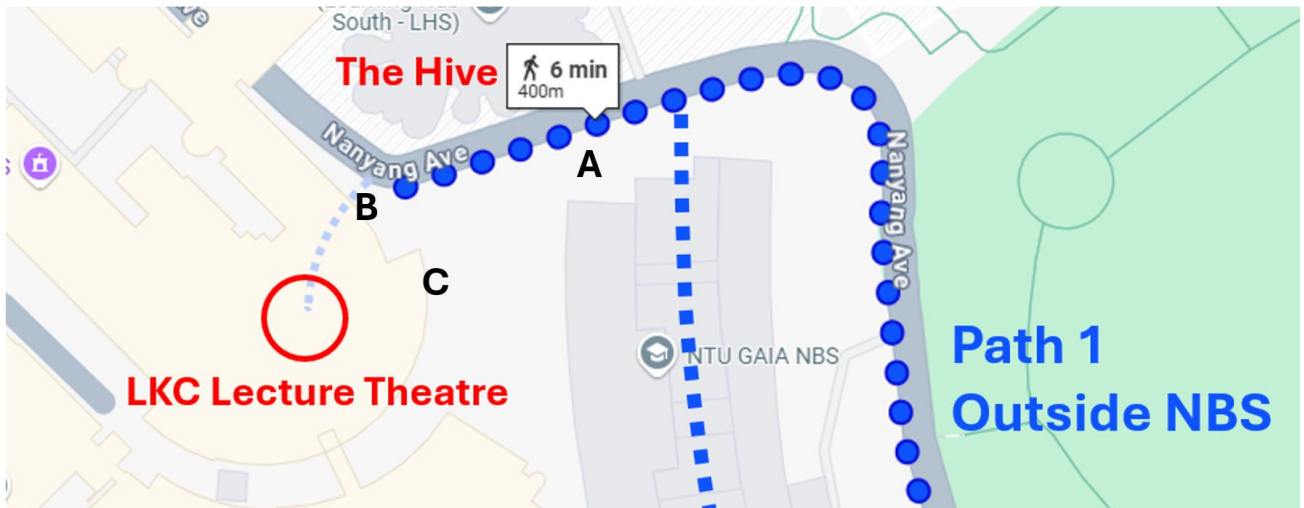 South - LHS)
The Hive
6 min
400m
Nanyang Ave
Nanyang Ave
A
B
C
NTU GAIA NBS
LKC Lecture Theatre
Path 1
Outside NBS